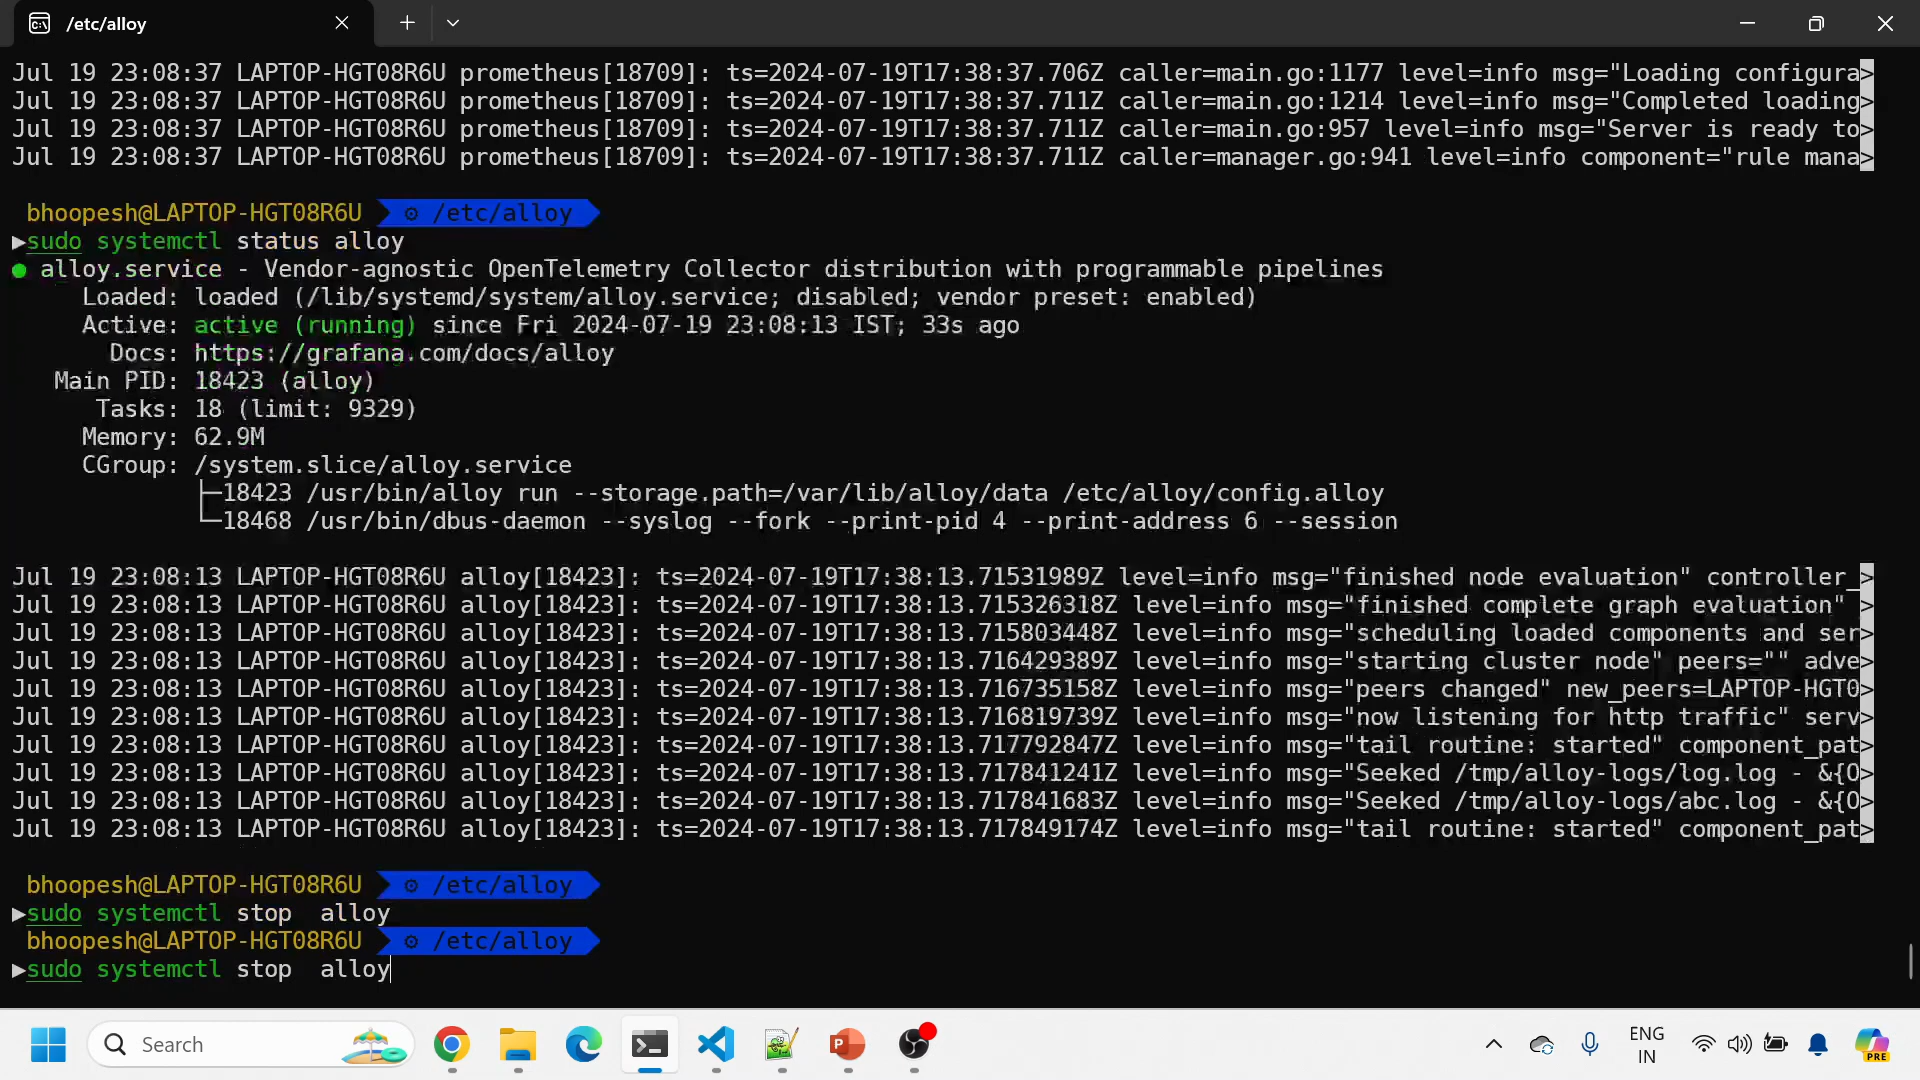 /etc/alloy
Jul 19 23:08:37 LAPTOP-HGT08R6U prometheus[18709]: ts=2024-07-19T17:38:37.706Z caller=main.go:1177 level=info msg="Loading configura>
Jul 19 23:08:37 LAPTOP-HGT08R6U prometheus[18709]: ts=2024-07-19T17:38:37.711Z caller=main.go:1214 level=info msg="Completed loading>
Jul 19 23:08:37 LAPTOP-HGT08R6U prometheus[18709]: ts=2024-07-19T17:38:37.711Z caller=main.go:957 level=info msg="Server is ready to>
Jul 19 23:08:37 LAPTOP-HGT08R6U prometheus[18709]: ts=2024-07-19T17:38:37.711Z caller=manager.go:941 level=info component="rule mana>
bhoopesh@LAPTOP-HGT08R6U /etc/alloy
▶sudo systemctl status alloy
● alloy.service - Vendor-agnostic OpenTelemetry Collector distribution with programmable pipelines
Loaded: loaded (/lib/systemd/system/alloy.service; disabled; vendor preset: enabled)
Active: active (running) since Fri 2024-07-19 23:08:13 IST; 33s ago
Docs: https://grafana.com/docs/alloy
Main PID: 18423 (alloy)
Tasks: 18 (limit: 9329)
Memory: 62.9M
CGroup: /system.slice/alloy.service
├─18423 /usr/bin/alloy run --storage.path=/var/lib/alloy/data /etc/alloy/config.alloy
└─18468 /usr/bin/dbus-daemon --syslog --fork --print-pid 4 --print-address 6 --session
Jul 19 23:08:13 LAPTOP-HGT08R6U alloy[18423]: ts=2024-07-19T17:38:13.71531989Z level=info msg="finished node evaluation" controller_>
Jul 19 23:08:13 LAPTOP-HGT08R6U alloy[18423]: ts=2024-07-19T17:38:13.715326318Z level=info msg="finished complete graph evaluation" >
Jul 19 23:08:13 LAPTOP-HGT08R6U alloy[18423]: ts=2024-07-19T17:38:13.715803448Z level=info msg="scheduling loaded components and ser>
Jul 19 23:08:13 LAPTOP-HGT08R6U alloy[18423]: ts=2024-07-19T17:38:13.716429389Z level=info msg="starting cluster node" peers="" adve>
Jul 19 23:08:13 LAPTOP-HGT08R6U alloy[18423]: ts=2024-07-19T17:38:13.716735158Z level=info msg="peers changed" new_peers=LAPTOP-HGT0>
Jul 19 23:08:13 LAPTOP-HGT08R6U alloy[18423]: ts=2024-07-19T17:38:13.716819739Z level=info msg="now listening for http traffic" serv>
Jul 19 23:08:13 LAPTOP-HGT08R6U alloy[18423]: ts=2024-07-19T17:38:13.717792847Z level=info msg="tail routine: started" component_pat>
Jul 19 23:08:13 LAPTOP-HGT08R6U alloy[18423]: ts=2024-07-19T17:38:13.717841241Z level=info msg="Seeked /tmp/alloy-logs/log.log - &{O>
Jul 19 23:08:13 LAPTOP-HGT08R6U alloy[18423]: ts=2024-07-19T17:38:13.717841683Z level=info msg="Seeked /tmp/alloy-logs/abc.log - &{O>
Jul 19 23:08:13 LAPTOP-HGT08R6U alloy[18423]: ts=2024-07-19T17:38:13.717849174Z level=info msg="tail routine: started" component_pat>
bhoopesh@LAPTOP-HGT08R6U /etc/alloy
▶sudo systemctl stop  alloy
bhoopesh@LAPTOP-HGT08R6U /etc/alloy
▶sudo systemctl stop  alloy
Search
ENG
IN
PRE